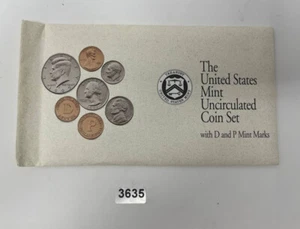 The
United States
Mint
Uncirculated
Coin Set
with D and P Mint Marks
D
P
3635